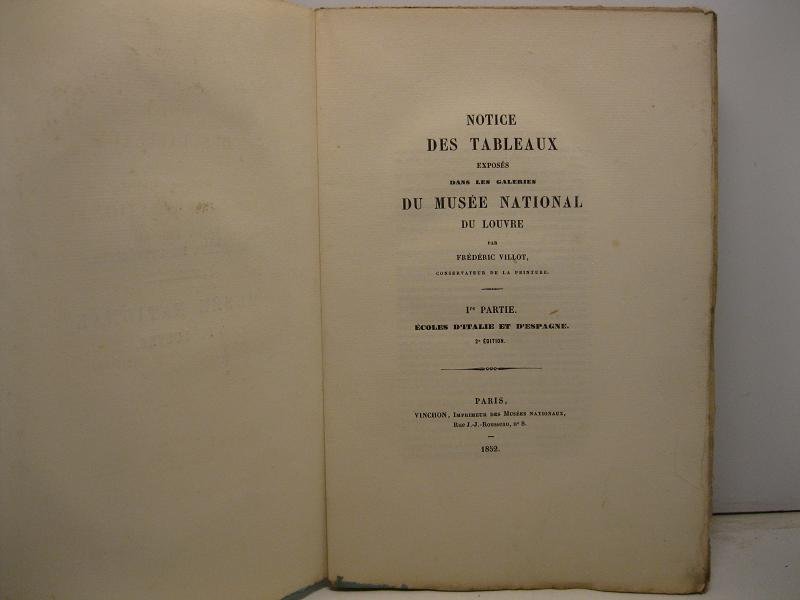 NOTICE
DES TABLEAUX
EXPOSÉS
DANS LES GALERIES
DU MUSÉE NATIONAL
DU LOUVRE
PAR
FRÉDÉRIC VILLOT,
CONSERVATEUR DE LA PEINTURE.
Ire PARTIE.
ÉCOLES D'ITALIE ET D'ESPAGNE.
2e ÉDITION.
PARIS,
VINCHON, IMPRIMEUR DES MUSÉES NATIONAUX,
RUE J.-J.-ROUSSEAU, No 8.
1852.